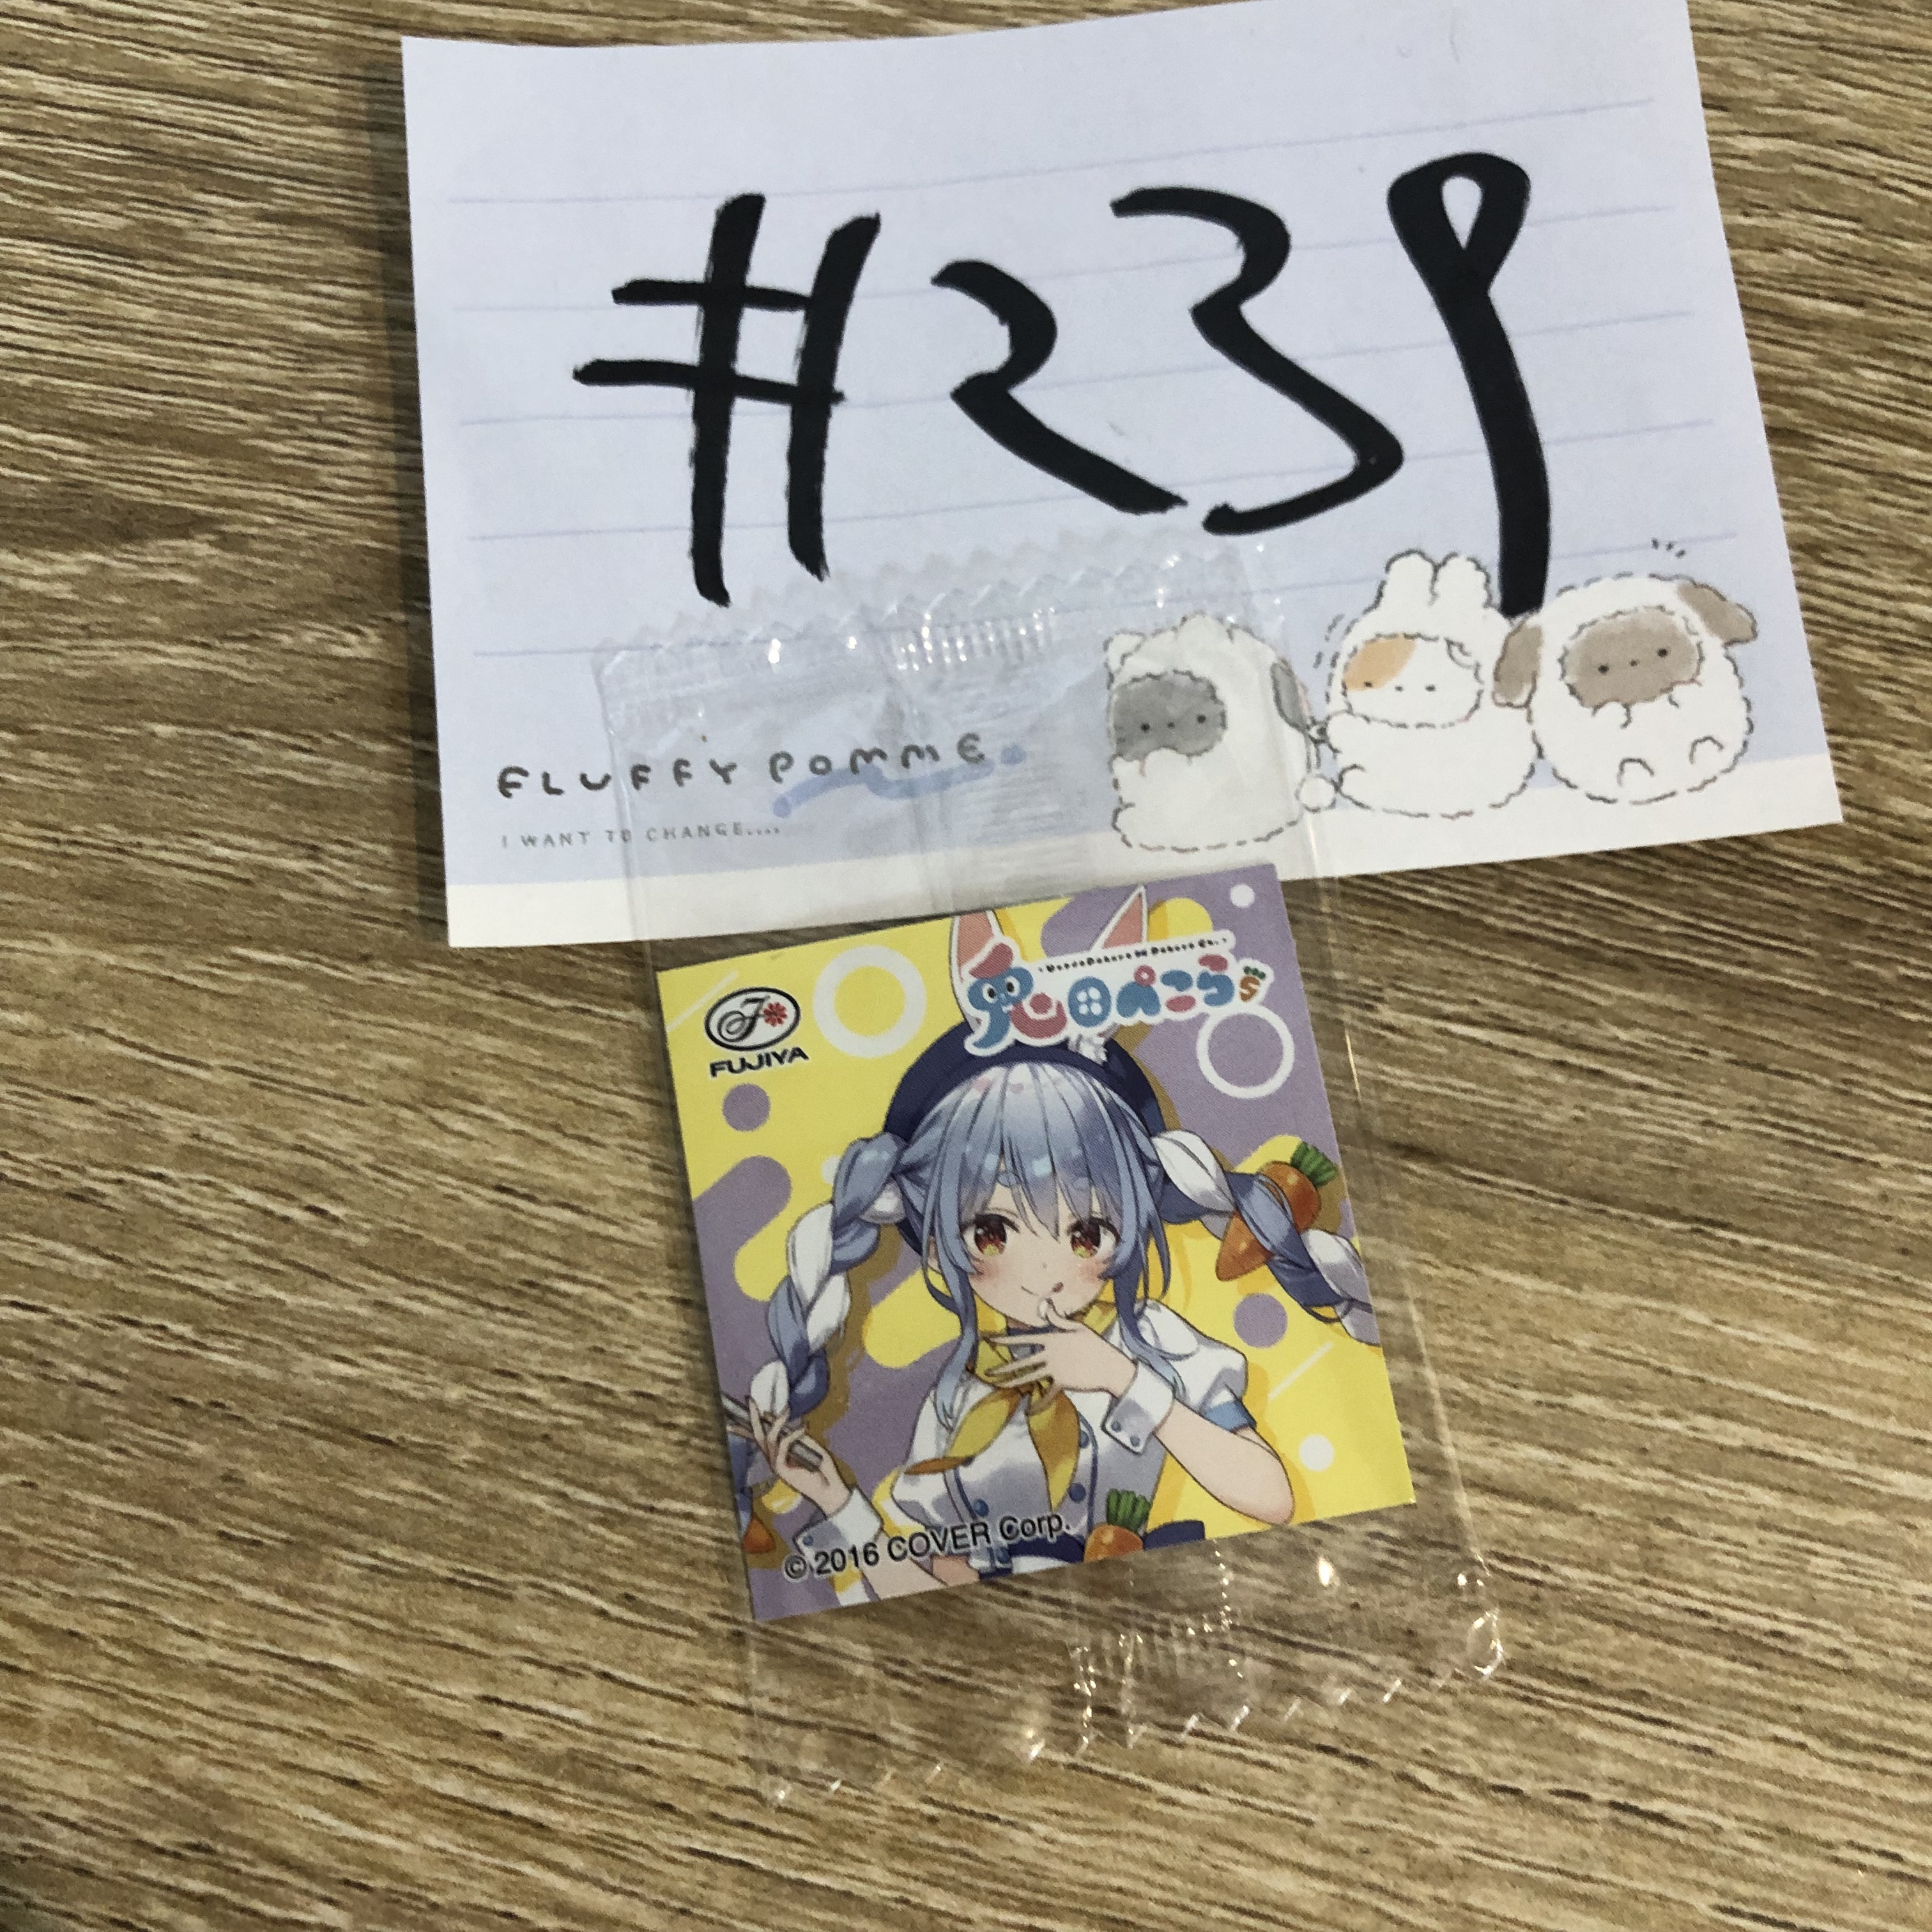 #239
FLUFFY POMME
I WANT TO CHANGE....
FUJIYA
兎田ぺこら
© 2016 COVER Corp.